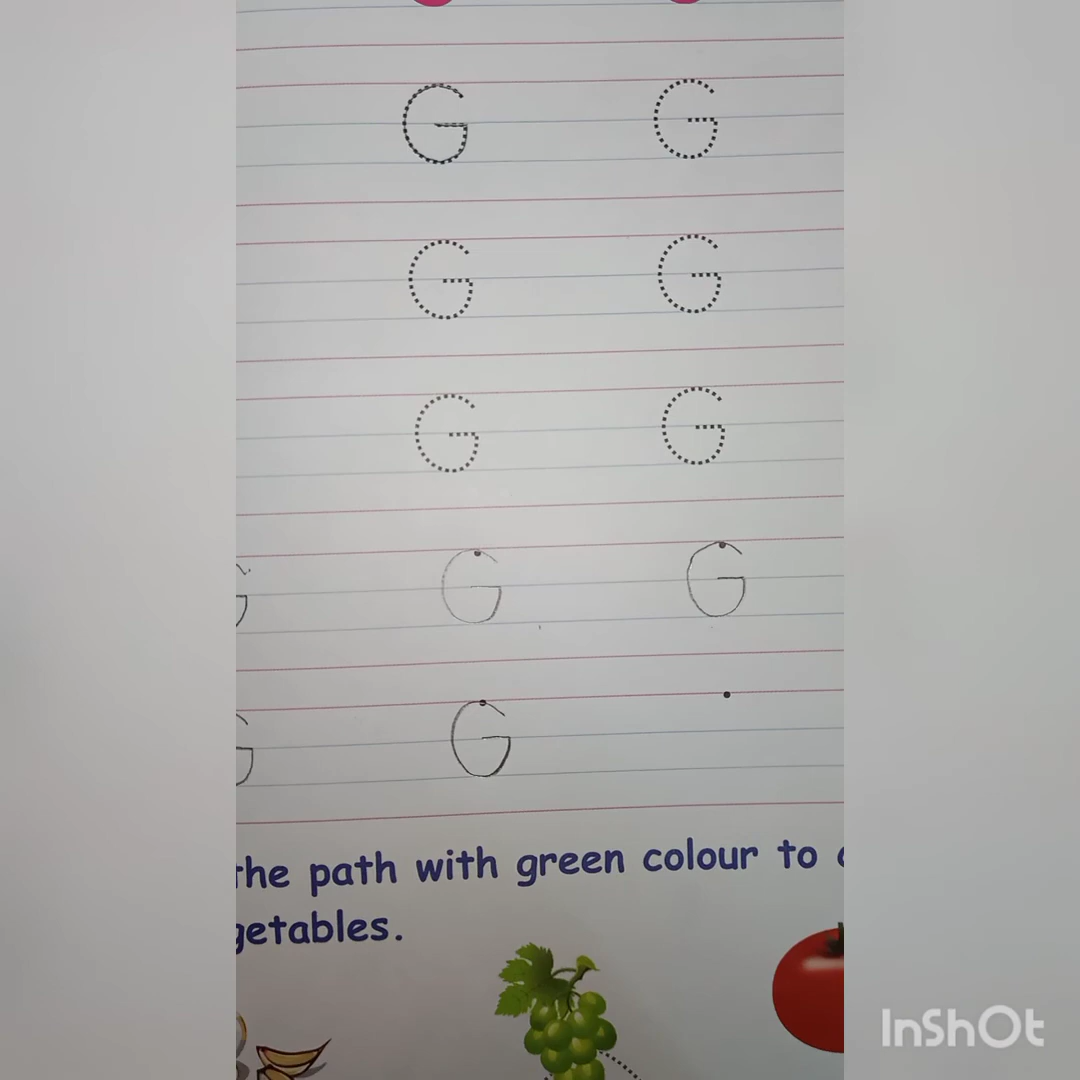 G G
G G
G G
G G G
G G
the path with green colour to
getables.
InShOt